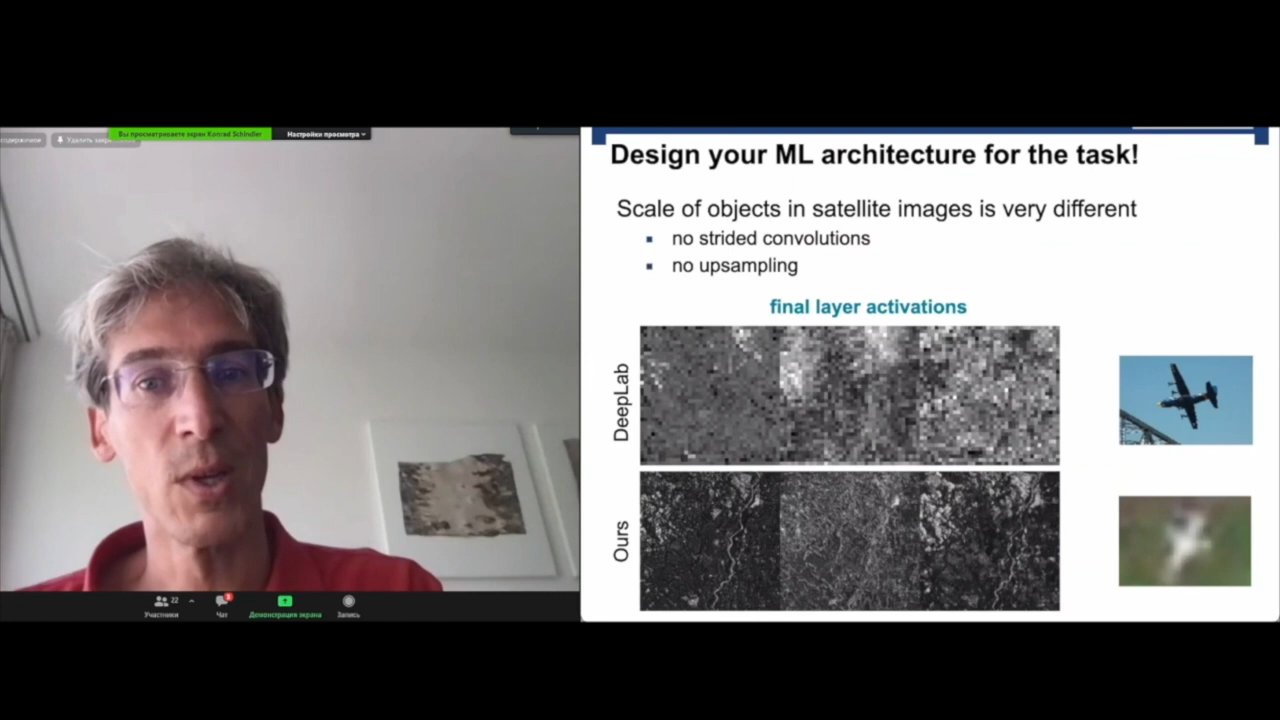 содержимое
Удалить
Вы просматриваете экран Konrad Schindler
Настройки просмотра
Участники
22
Чат
Демонстрация экрана
Запись
Design your ML architecture for the task!
Scale of objects in satellite images is very different
no strided convolutions
no upsampling
final layer activations
DeepLab
Ours